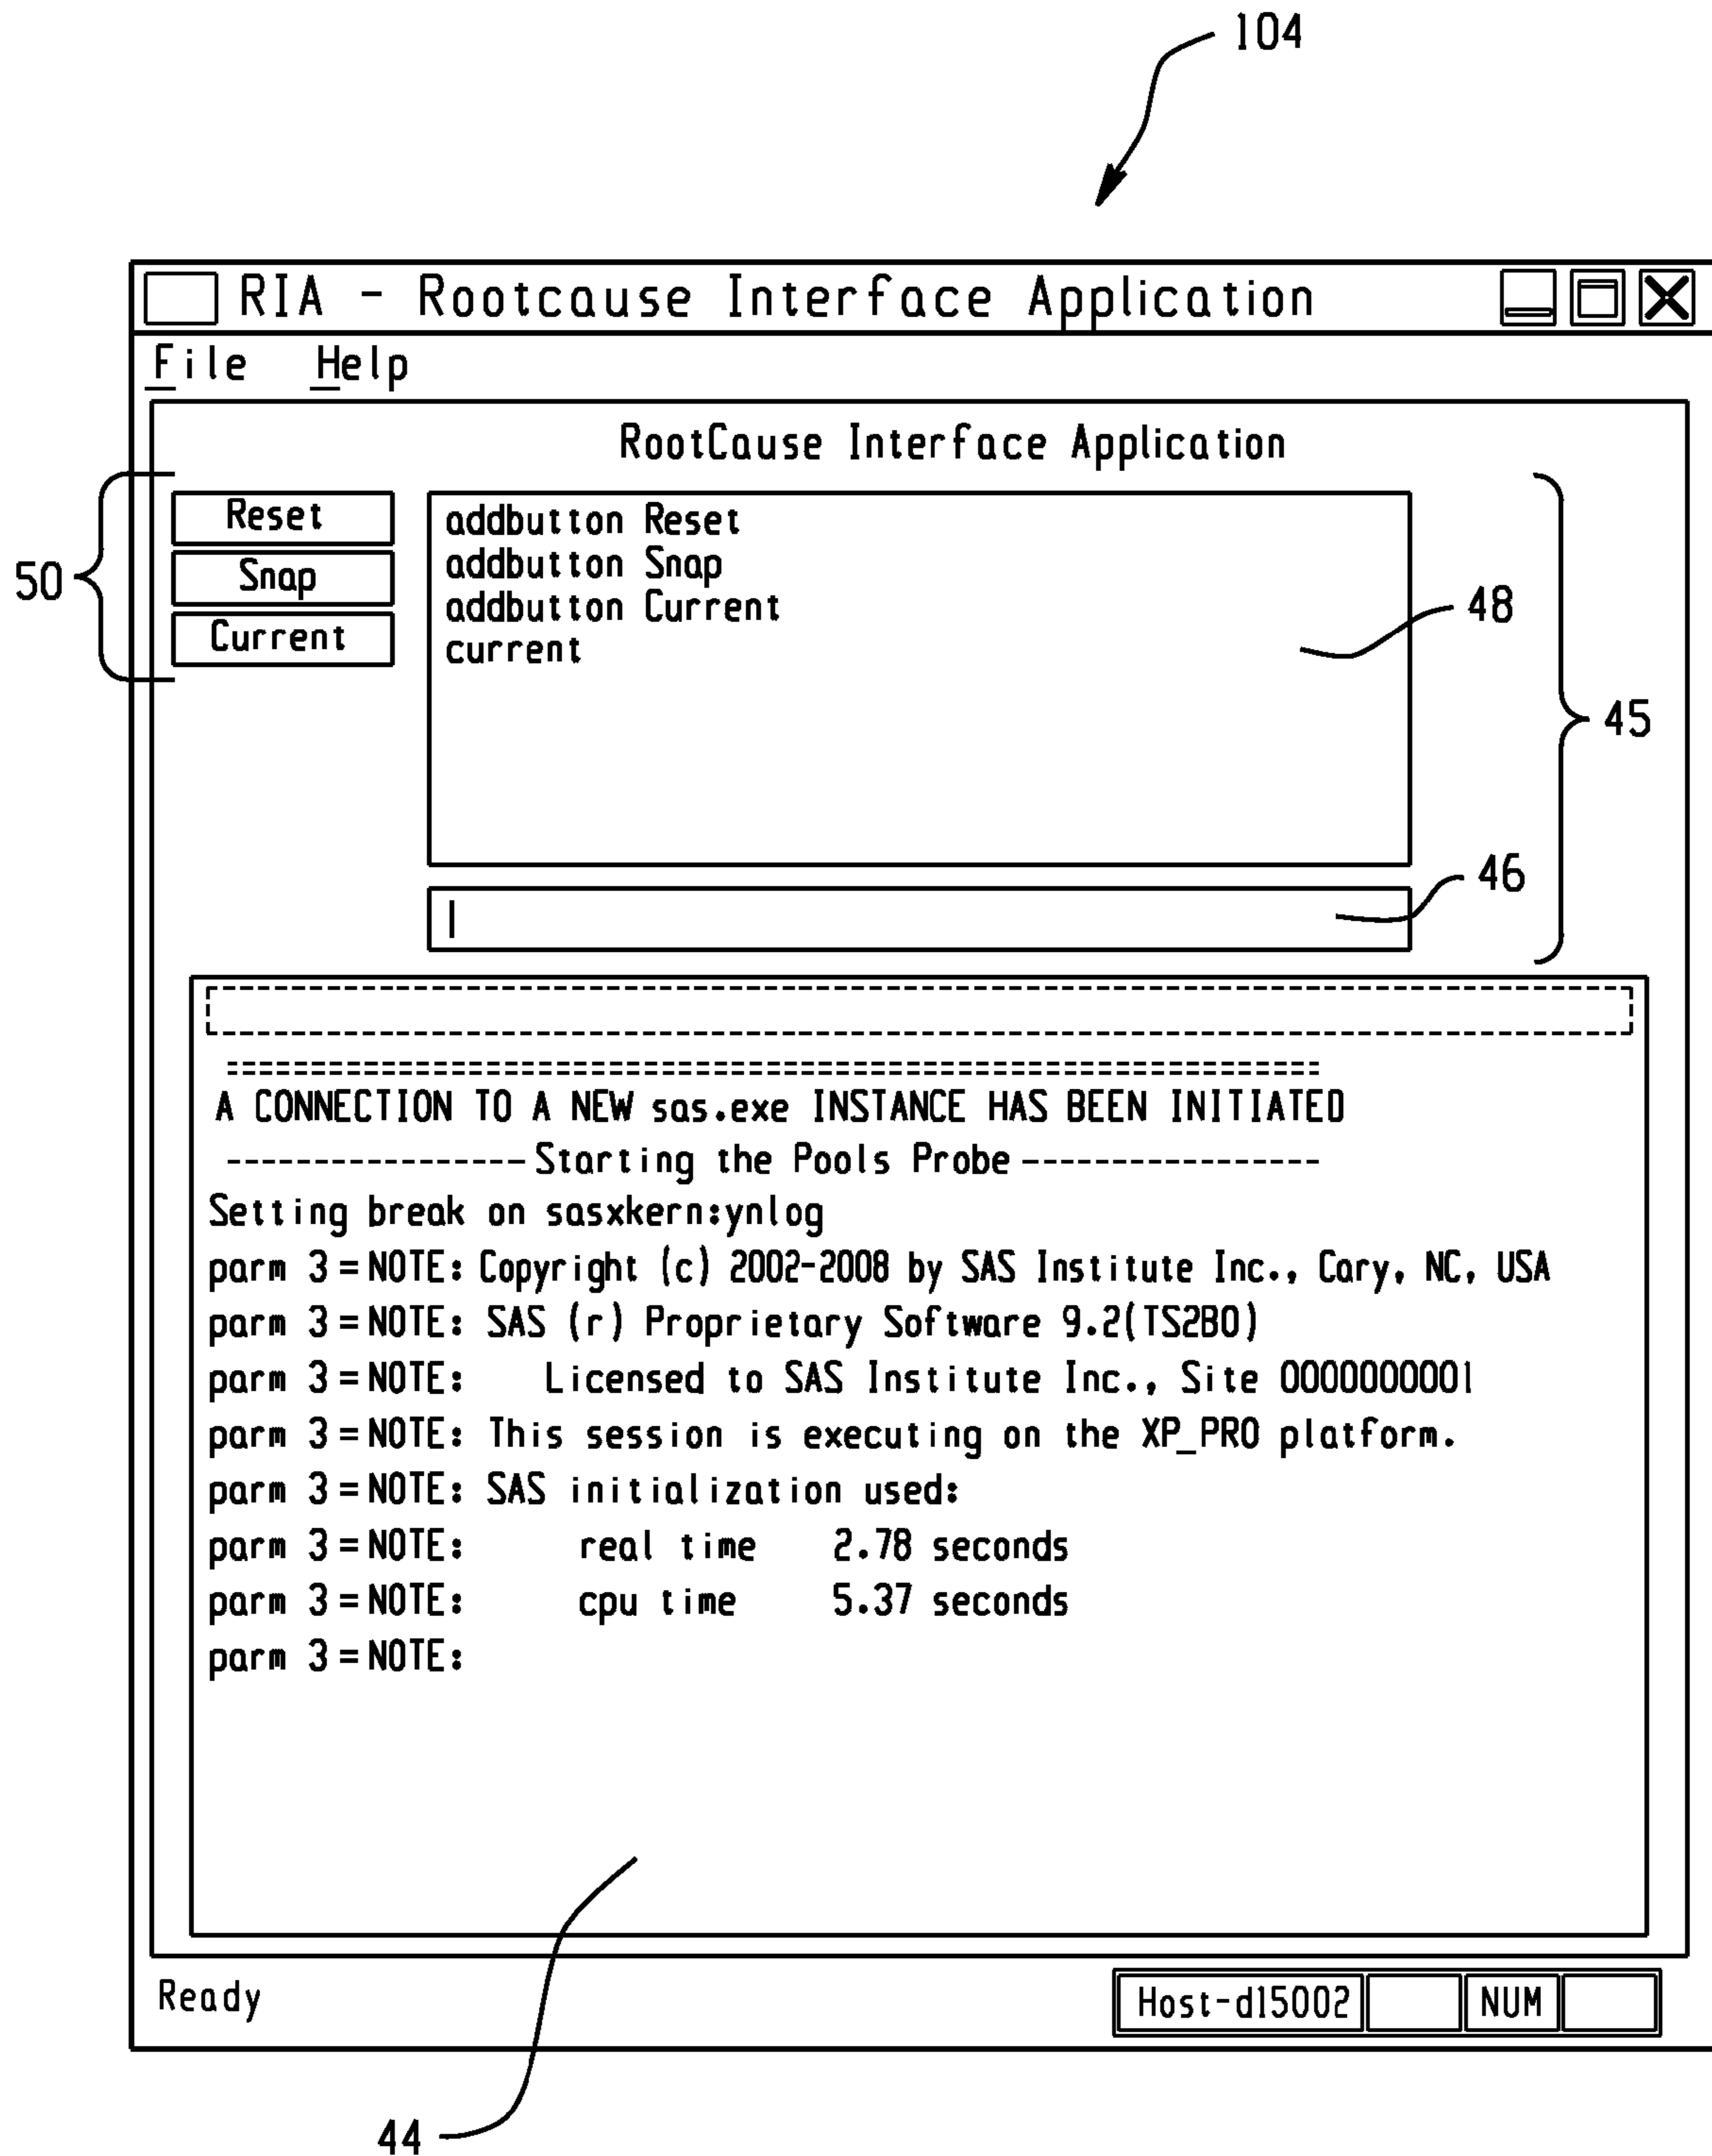 104
RIA - Rootcause Interface Application
File Help
RootCause Interface Application
50
Reset
Snap
Current
addbutton Reset
addbutton Snap
addbutton Current
current
48
45
46
==============================================================
A CONNECTION TO A NEW sas.exe INSTANCE HAS BEEN INITIATED
-----------------Starting the Pools Probe-----------------
Setting break on sasxkern:ynlog
parm 3=NOTE: Copyright (c) 2002-2008 by SAS Institute Inc., Cary, NC, USA
parm 3=NOTE: SAS (r) Proprietary Software 9.2(TS2B0)
parm 3=NOTE: Licensed to SAS Institute Inc., Site 0000000001
parm 3=NOTE: This session is executing on the XP_PRO platform.
parm 3=NOTE: SAS initialization used:
parm 3=NOTE: real time 2.78 seconds
parm 3=NOTE: cpu time 5.37 seconds
parm 3=NOTE:
Ready
Host-d15002
NUM
44